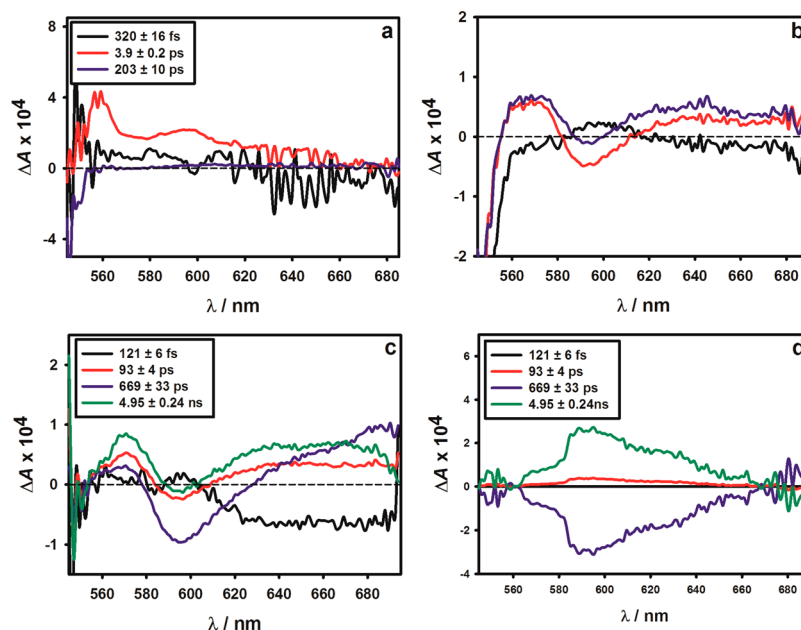 a
320 ± 16 fs
3.9 ± 0.2 ps
203 ± 10 ps
ΔA x 10⁴
8
4
0
-4
560 580 600 620 640 660 680
λ / nm
b
ΔA x 10⁴
2
1
0
-1
-2
560 580 600 620 640 660 680
λ / nm
c
121 ± 6 fs
93 ± 4 ps
669 ± 33 ps
4.95 ± 0.24 ns
ΔA x 10⁴
2
1
0
-1
560 580 600 620 640 660 680
λ / nm
d
121 ± 6 fs
93 ± 4 ps
669 ± 33 ps
4.95 ± 0.24ns
ΔA x 10⁴
6
4
2
0
-2
-4
560 580 600 620 640 660 680
λ / nm